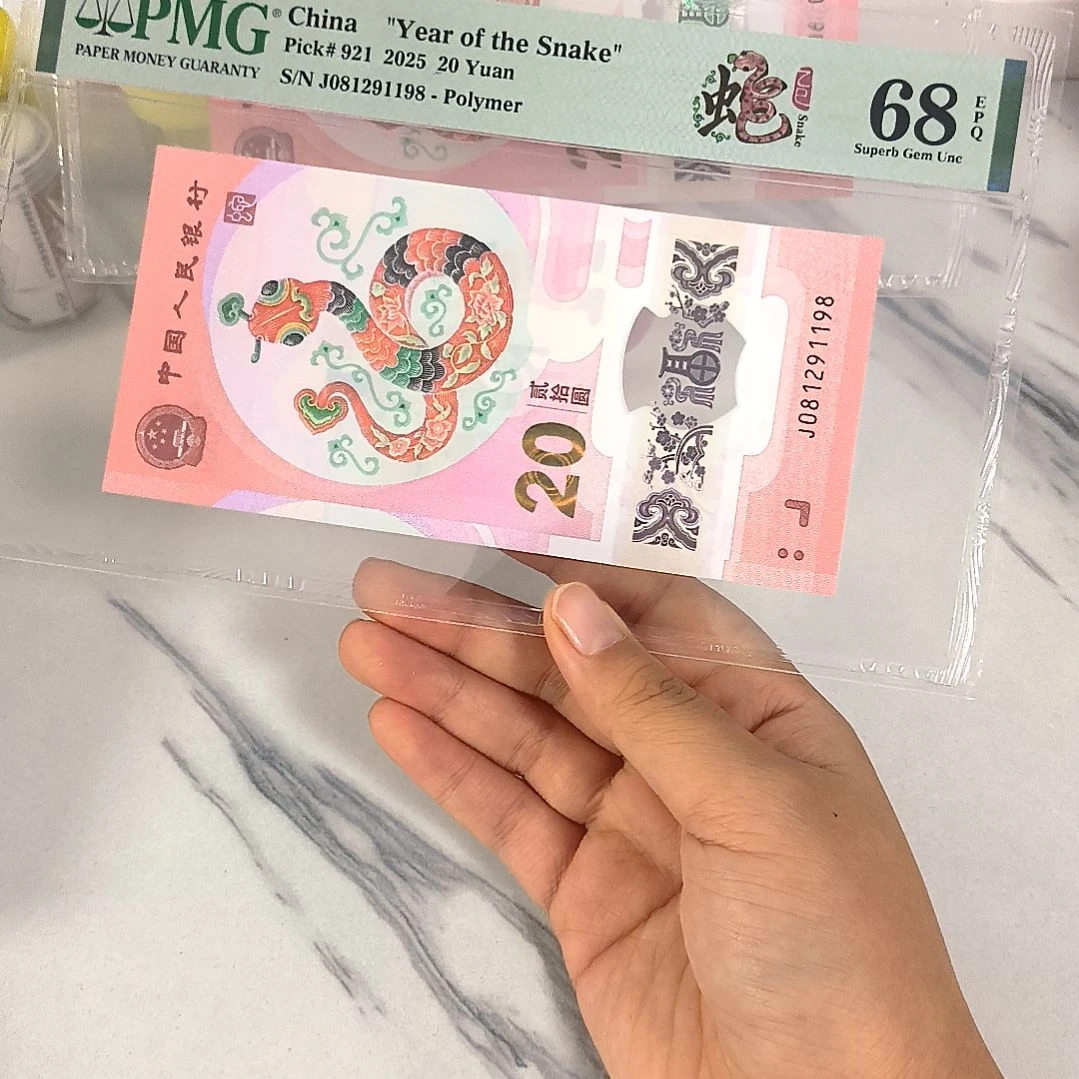 PMG® China "Year of the Snake"
PAPER MONEY GUARANTY Pick# 921 2025 20 Yuan
S/N J081291198 - Polymer
蛇
Snake
68
EPQ
Superb Gem Unc
中国人民银行
贰拾圆
20
J081291198